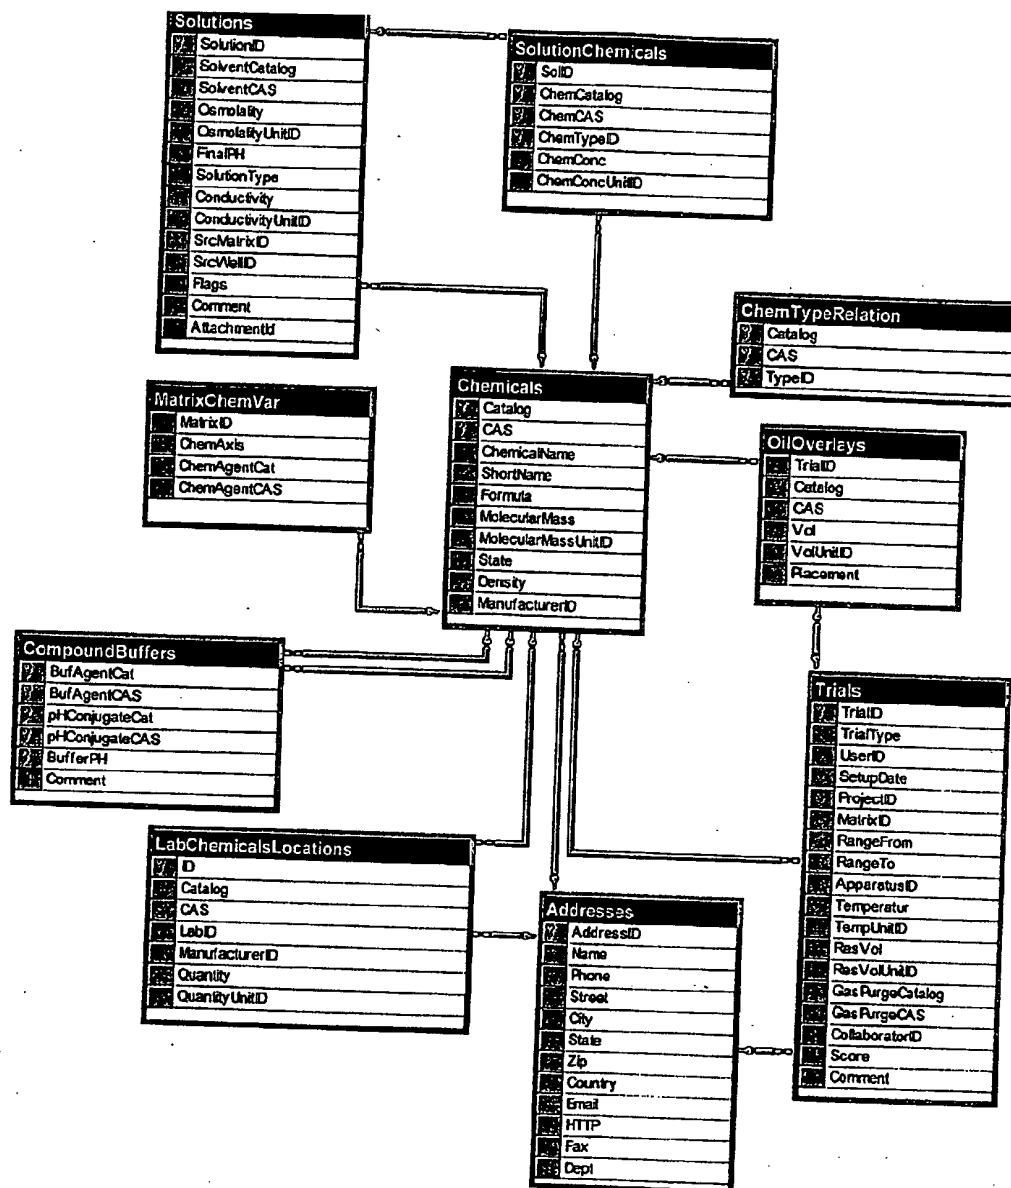 Solutions
SolutionID
SolventCatalog
SolventCAS
Osmolality
OsmolalityUnitID
FinalPH
SolutionType
Conductivity
ConductivityUnitID
SrcMatrixID
SrcWellID
Flags
Comment
AttachmentId
SolutionChemicals
SolID
ChemCatalog
ChemCAS
ChemTypeID
ChemConc
ChemConcUnitID
ChemTypeRelation
Catalog
CAS
TypeID
MatrixChemVar
MatrixID
ChemAxis
ChemAgentCat
ChemAgentCAS
Chemicals
Catalog
CAS
ChemicalName
ShortName
Formula
MolecularMass
MolecularMassUnitID
State
Density
ManufacturerID
OilOverlays
TrialID
Catalog
CAS
Vol
VolUnitID
Placement
CompoundBuffers
BufAgentCat
BufAgentCAS
pHConjugateCat
pHConjugateCAS
BufferPH
Comment
Trials
TrialID
TrialType
UserID
SetupDate
ProjectID
MatrixID
RangeFrom
RangeTo
ApparatusID
Temperatur
TempUnitID
ResVol
ResVolUnitID
GasPurgeCatalog
GasPurgeCAS
CollaboratorID
Score
Comment
LabChemicalsLocations
ID
Catalog
CAS
LabID
ManufacturerID
Quantity
QuantityUnitID
Addresses
AddressID
Name
Phone
Street
City
State
Zip
Country
Email
HTTP
Fax
Dept